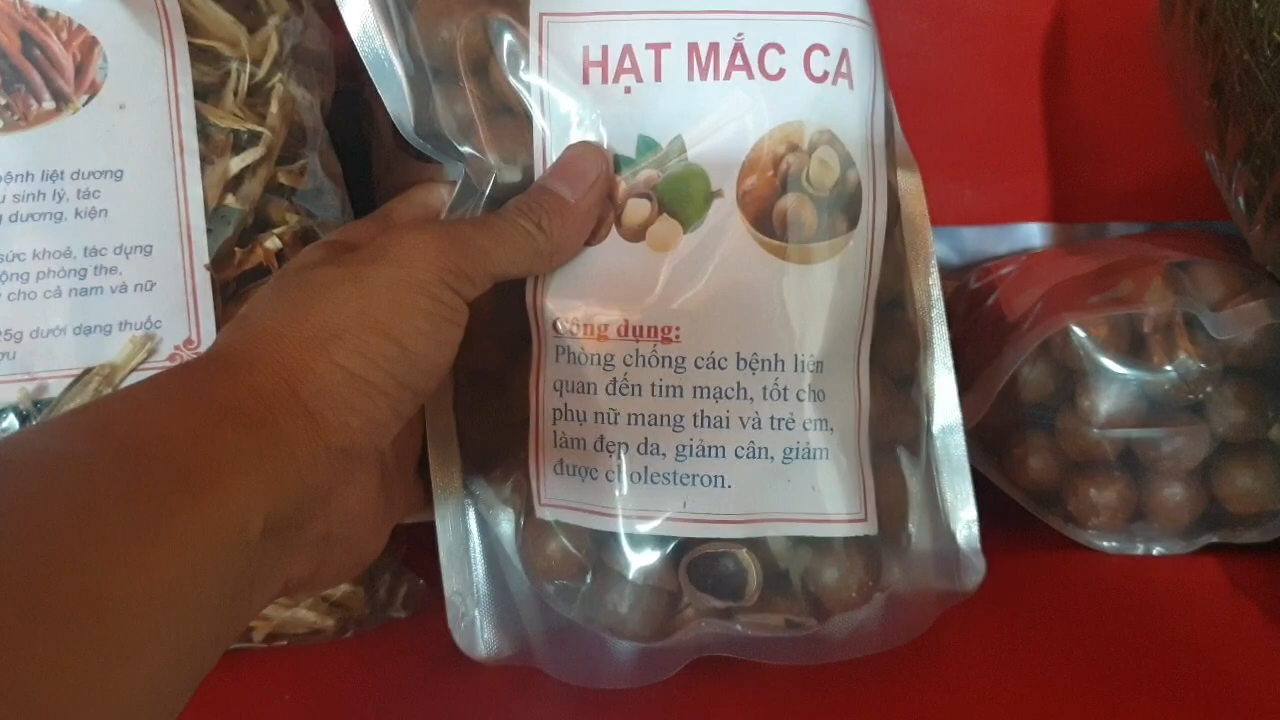 HẠT MẮC CA
Công dụng:
Phòng chống các bệnh liên
quan đến tim mạch, tốt cho
phụ nữ mang thai và trẻ em,
làm đẹp da, giảm cân, giảm
được cholesteron.
bệnh liệt dương
sinh lý, tác
dương, kiện
sức khoẻ, tác dụng
phòng the,
cho cả nam và nữ
25g dưới dạng thuốc